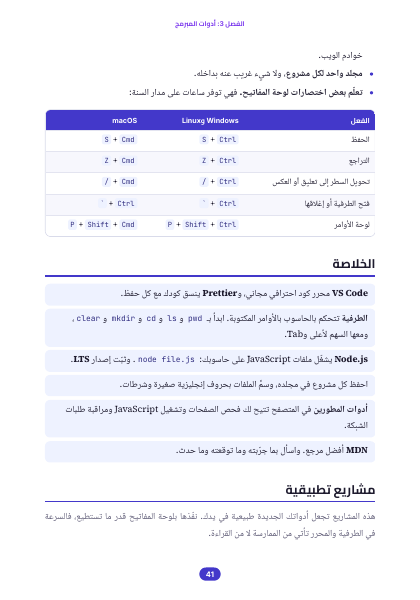 الفصل 3: أدوات المبرمج
خوادم الويب.
• مجلد واحد لكل مشروع، ولا شيء غريب عنه بداخله.
• تعلّم بعض اختصارات لوحة المفاتيح، فهي توفر ساعات على مدار السنة:
الفعل Windows وLinux macOS
الحفظ Ctrl + S Cmd + S
التراجع Ctrl + Z Cmd + Z
تحويل السطر إلى تعليق أو العكس Ctrl + / Cmd + /
فتح الطرفية أو إغلاقها Ctrl + ` Ctrl + `
لوحة الأوامر Ctrl + Shift + P Cmd + Shift + P
الخلاصة
VS Code محرر كود احترافي مجاني، وPrettier ينسق كودك مع كل حفظ.
الطرفية تتحكم بالحاسوب بالأوامر المكتوبة. ابدأ بـ pwd و ls و cd و mkdir و clear ،
ومعها السهم لأعلى وTab.
Node.js يشغّل ملفات JavaScript على حاسوبك: node file.js . وثبّت إصدار LTS.
احفظ كل مشروع في مجلده، وسمِّ الملفات بحروف إنجليزية صغيرة وشرطات.
أدوات المطورين في المتصفح تتيح لك فحص الصفحات وتشغيل JavaScript ومراقبة طلبات
الشبكة.
MDN أفضل مرجع. واسأل بما جرّبته وما توقعته وما حدث.
مشاريع تطبيقية
هذه المشاريع تجعل أدواتك الجديدة طبيعية في يدك. نفّذها بلوحة المفاتيح قدر ما تستطيع، فالسرعة
في الطرفية والمحرر تأتي من الممارسة لا من القراءة.
41